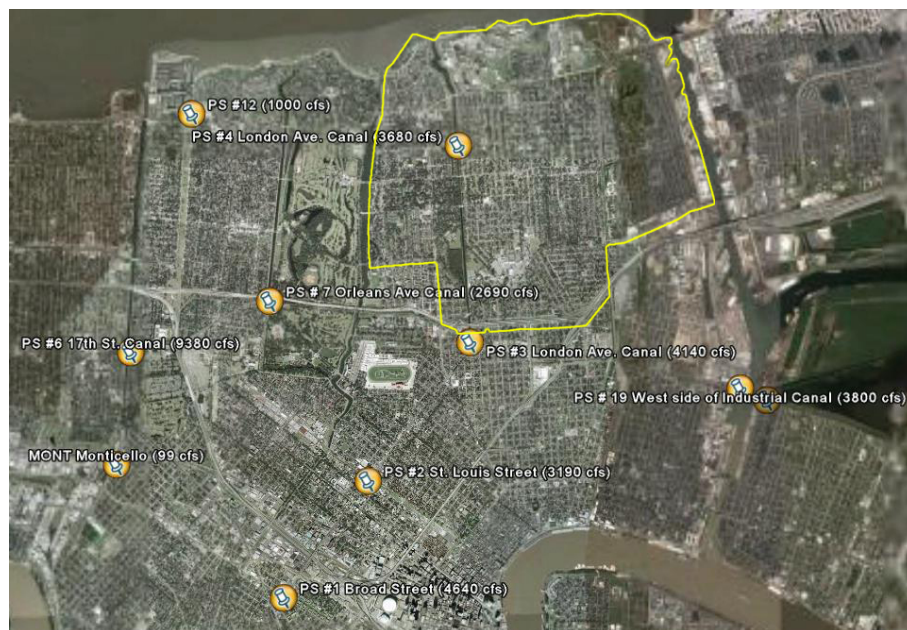 PS #12 (1000 cfs)
PS #4 London Ave. Canal (3680 cfs)
PS # 7 Orleans Ave Canal (2690 cfs)
PS #6 17th St. Canal (9380 cfs)
PS #3 London Ave. Canal (4140 cfs)
PS # 19 West side of Industrial Canal (3800 cfs)
MONT Monticello (99 cfs)
PS #2 St. Louis Street (3190 cfs)
PS #1 Broad Street (4640 cfs)